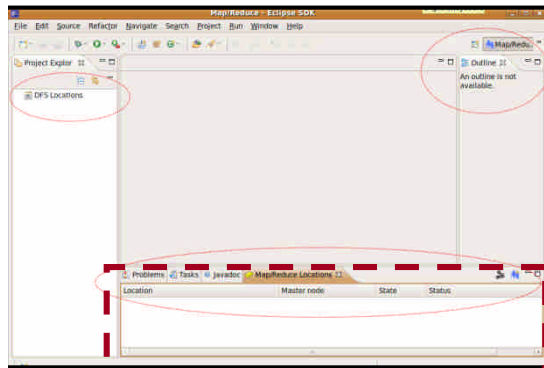 Map/Reduce - Eclipse SDK
File Edit Source Refactor Navigate Search Project Run Window Help
Map/Redu..
Project Explor
Outline
DFS Locations
An outline is not
available.
Problems Tasks Javadoc Map/Reduce Locations
Location Master node State Status